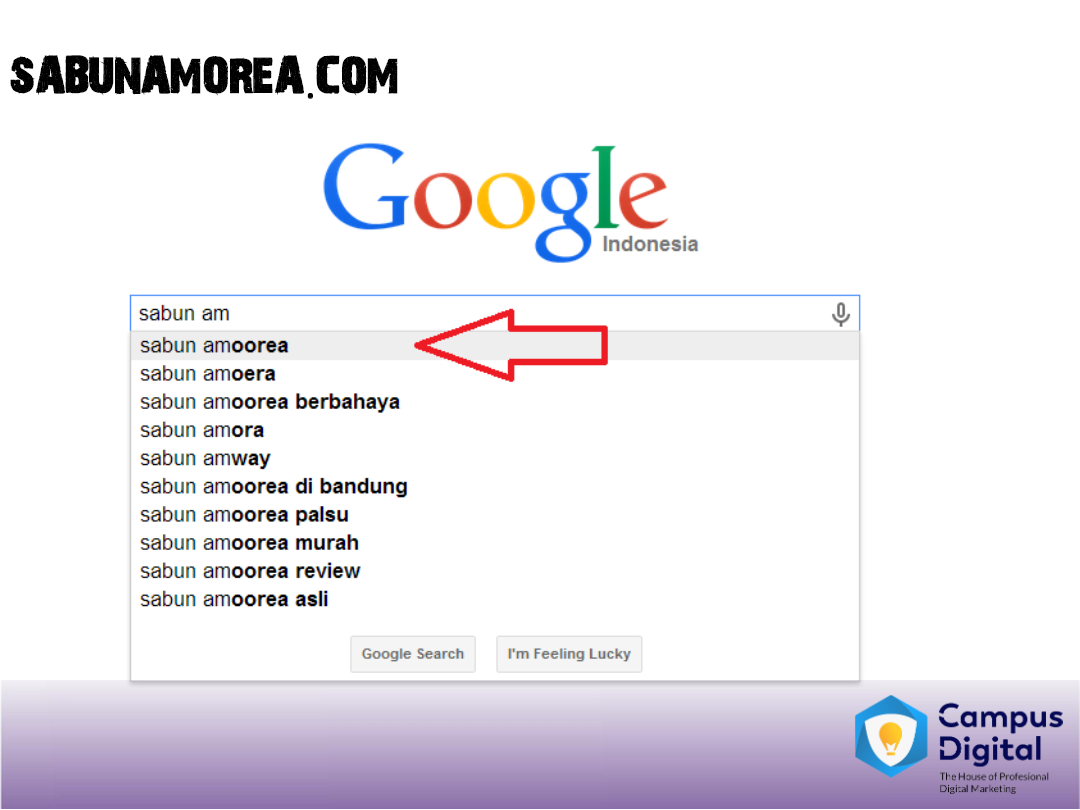 SABUNAMOREA.COM
Google
Indonesia
sabun am
sabun amoorea
sabun amoera
sabun amoorea berbahaya
sabun amora
sabun amway
sabun amoorea di bandung
sabun amoorea palsu
sabun amoorea murah
sabun amoorea review
sabun amoorea asli
Google Search
I'm Feeling Lucky
Campus
Digital
The House of Profesional
Digital Marketing